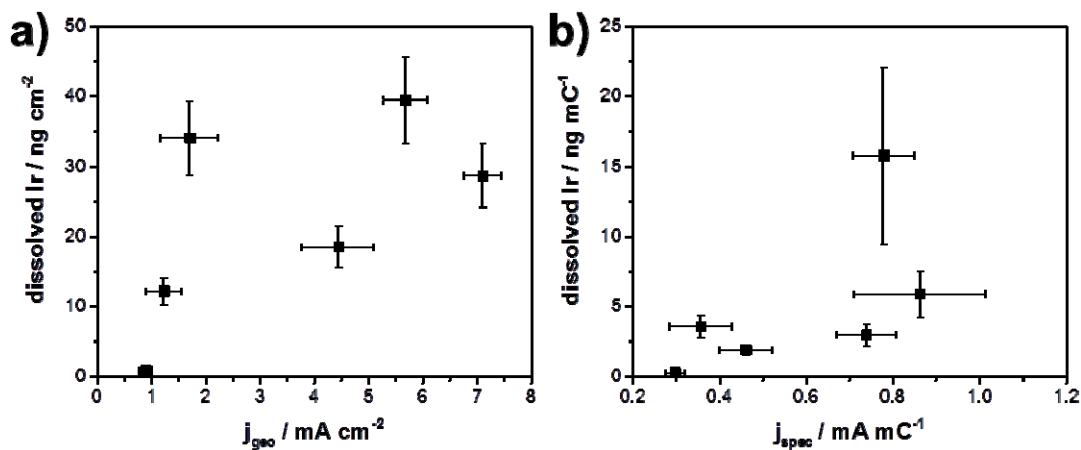 a)
dissolved Ir / ng cm⁻²
50
40
30
20
10
0
0 1 2 3 4 5 6 7 8
j_geo / mA cm⁻²
b)
dissolved Ir / ng mC⁻¹
25
20
15
10
5
0
0.2 0.4 0.6 0.8 1.0 1.2
j_spec / mA mC⁻¹